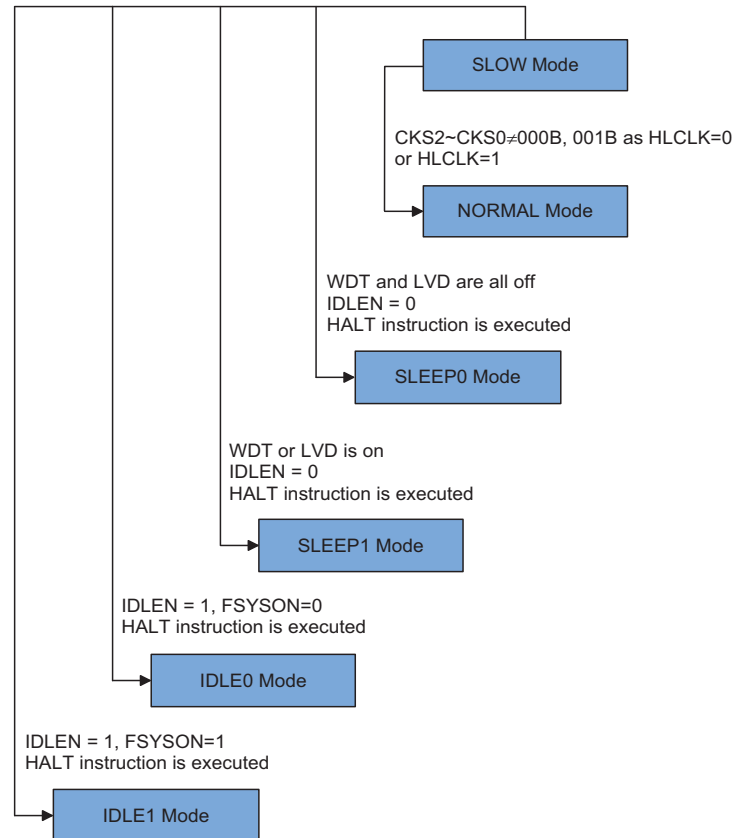 SLOW Mode
CKS2~CKS0≠000B, 001B as HLCLK=0
or HLCLK=1
NORMAL Mode
WDT and LVD are all off
IDLEN = 0
HALT instruction is executed
SLEEP0 Mode
WDT or LVD is on
IDLEN = 0
HALT instruction is executed
SLEEP1 Mode
IDLEN = 1, FSYSON=0
HALT instruction is executed
IDLE0 Mode
IDLEN = 1, FSYSON=1
HALT instruction is executed
IDLE1 Mode